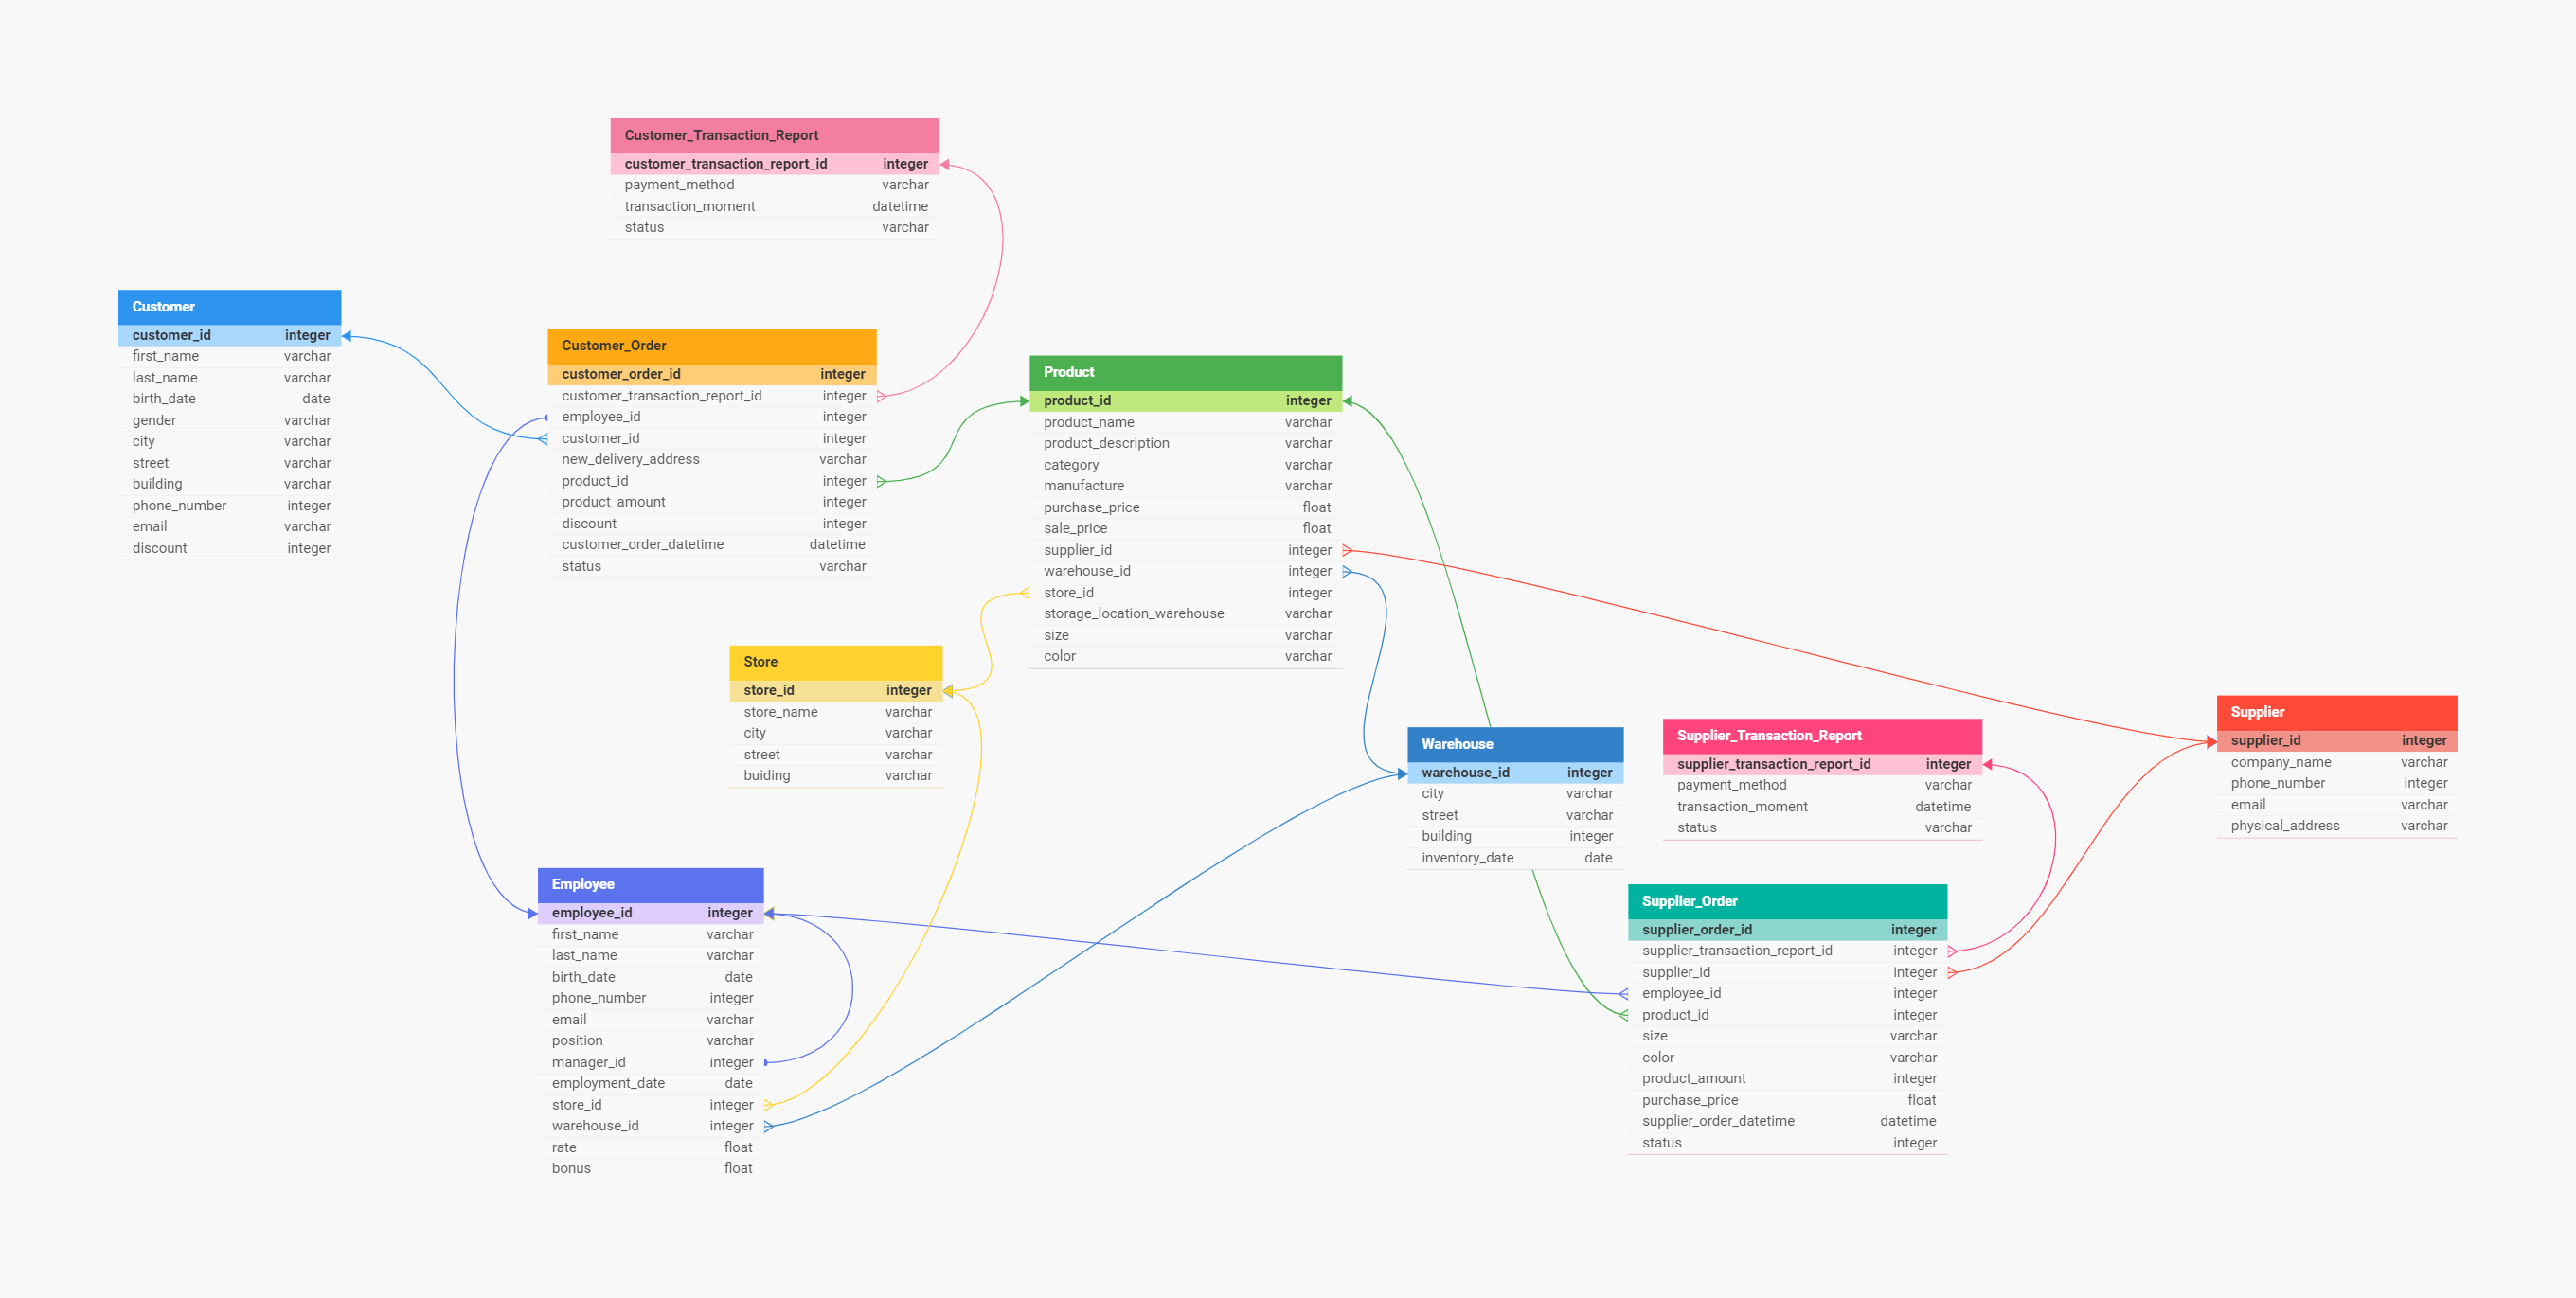 Customer_Transaction_Report
customer_transaction_report_id integer
payment_method varchar
transaction_moment datetime
status varchar
Customer
customer_id integer
first_name varchar
last_name varchar
birth_date date
gender varchar
city varchar
street varchar
building varchar
phone_number integer
email varchar
discount integer
Customer_Order
customer_order_id integer
customer_transaction_report_id integer
employee_id integer
customer_id integer
new_delivery_address varchar
product_id integer
product_amount integer
discount integer
customer_order_datetime datetime
status varchar
Product
product_id integer
product_name varchar
product_description varchar
category varchar
manufacture varchar
purchase_price float
sale_price float
supplier_id integer
warehouse_id integer
store_id integer
storage_location_warehouse varchar
size varchar
color varchar
Store
store_id integer
store_name varchar
city varchar
street varchar
buiding varchar
Warehouse
warehouse_id integer
city varchar
street varchar
building integer
inventory_date date
Supplier_Transaction_Report
supplier_transaction_report_id integer
payment_method varchar
transaction_moment datetime
status varchar
Supplier
supplier_id integer
company_name varchar
phone_number integer
email varchar
physical_address varchar
Employee
employee_id integer
first_name varchar
last_name varchar
birth_date date
phone_number integer
email varchar
position varchar
manager_id integer
employment_date date
store_id integer
warehouse_id integer
rate float
bonus float
Supplier_Order
supplier_order_id integer
supplier_transaction_report_id integer
supplier_id integer
employee_id integer
product_id integer
size varchar
color varchar
product_amount integer
purchase_price float
supplier_order_datetime datetime
status integer